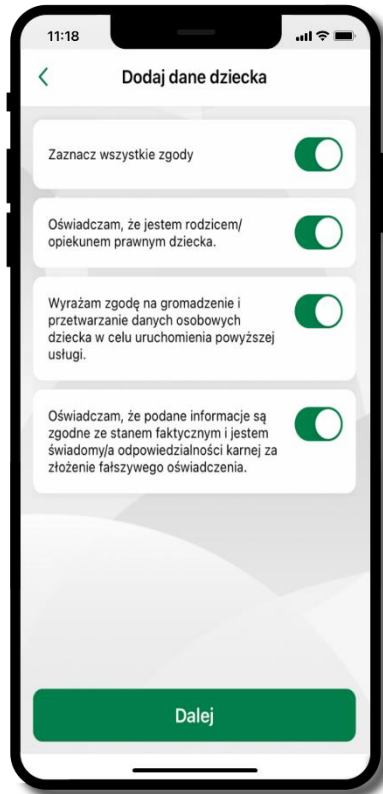 11:18
Dodaj dane dziecka
Zaznacz wszystkie zgody
Oświadczam, że jestem rodzicem/
opiekunem prawnym dziecka.
Wyrażam zgodę na gromadzenie i
przetwarzanie danych osobowych
dziecka w celu uruchomienia powyższej
usługi.
Oświadczam, że podane informacje są
zgodne ze stanem faktycznym i jestem
świadomy/a odpowiedzialności karnej za
złożenie fałszywego oświadczenia.
Dalej